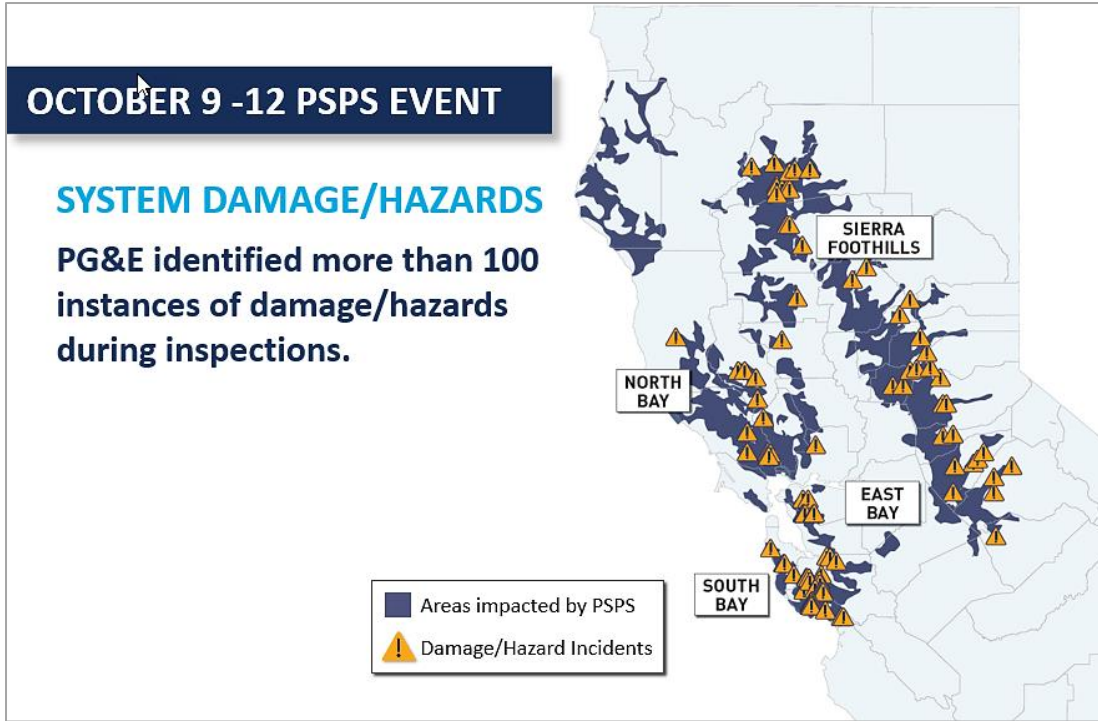 OCTOBER 9 -12 PSPS EVENT
SYSTEM DAMAGE/HAZARDS
PG&E identified more than 100
instances of damage/hazards
during inspections.
SIERRA
FOOTHILLS
NORTH
BAY
EAST
BAY
SOUTH
BAY
Areas impacted by PSPS
Damage/Hazard Incidents